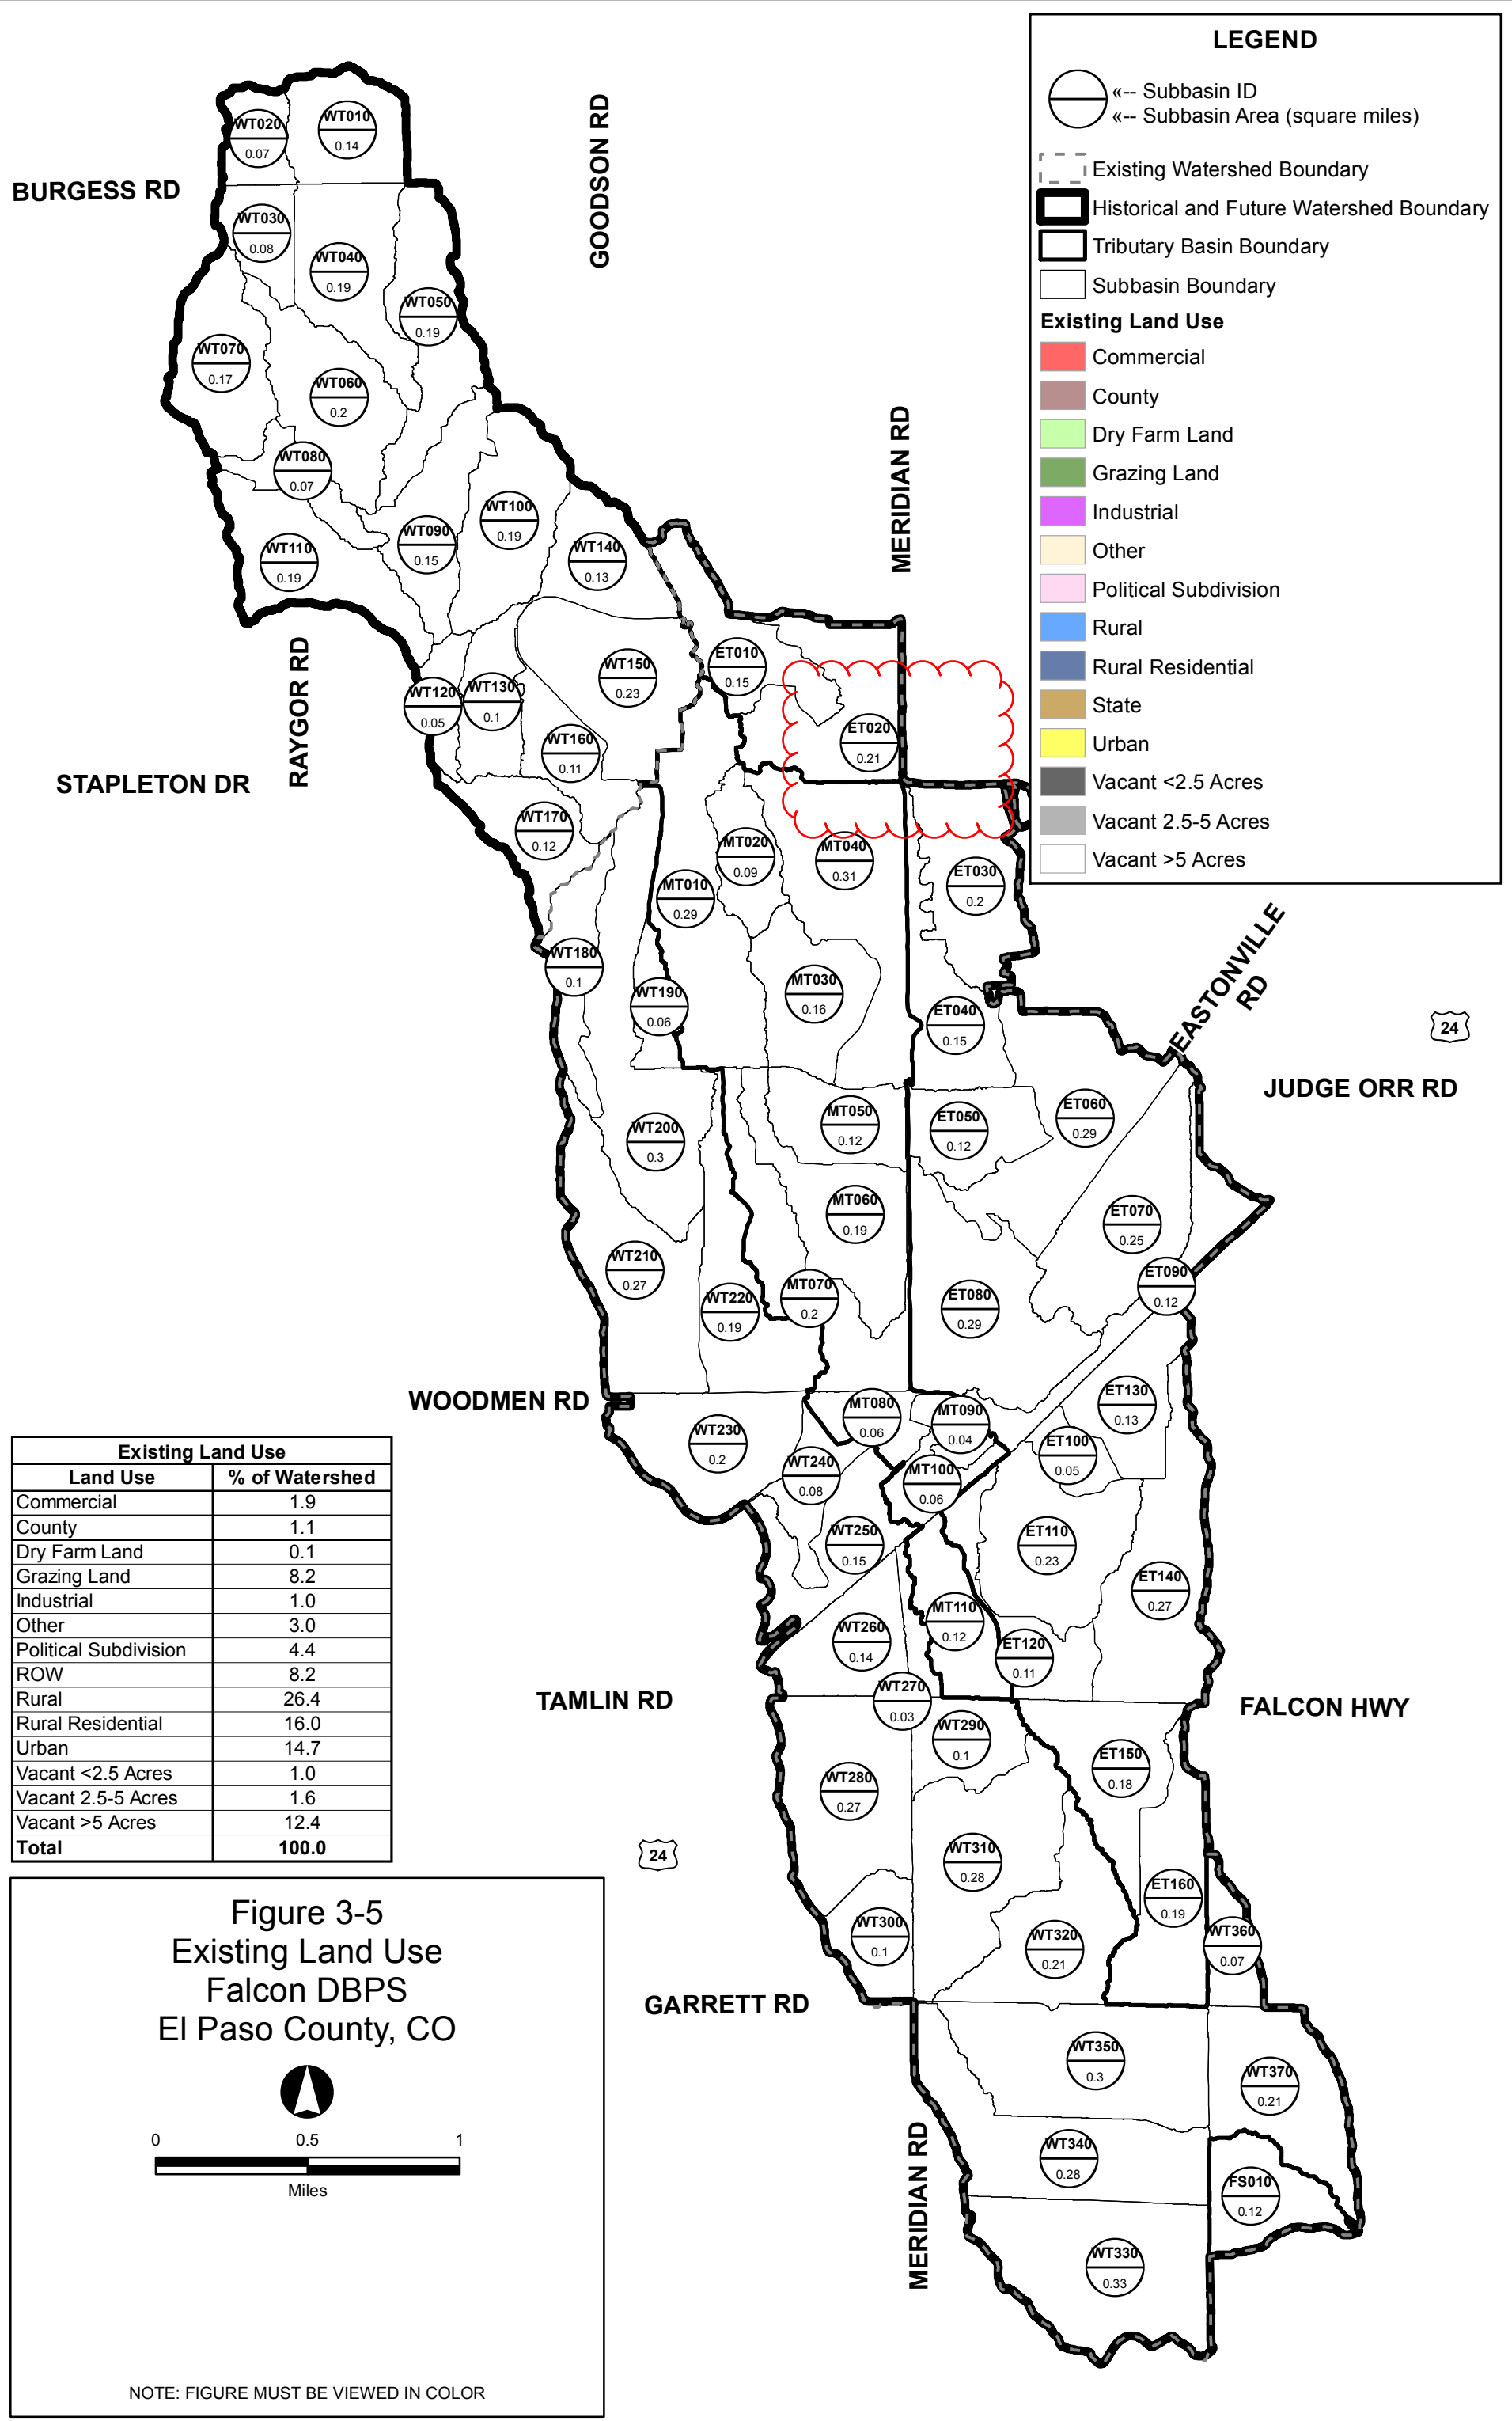 LEGEND
«-- Subbasin ID
«-- Subbasin Area (square miles)
Existing Watershed Boundary
Historical and Future Watershed Boundary
Tributary Basin Boundary
Subbasin Boundary
Existing Land Use
Commercial
County
Dry Farm Land
Grazing Land
Industrial
Other
Political Subdivision
Rural
Rural Residential
State
Urban
Vacant <2.5 Acres
Vacant 2.5-5 Acres
Vacant >5 Acres
BURGESS RD
GOODSON RD
MERIDIAN RD
RAYGOR RD
STAPLETON DR
EASTONVILLE
RD
24
JUDGE ORR RD
WOODMEN RD
TAMLIN RD
FALCON HWY
24
GARRETT RD
MERIDIAN RD
WT010
0.14
WT020
0.07
WT030
0.08
WT040
0.19
WT050
0.19
WT070
0.17
WT060
0.2
WT080
0.07
WT100
0.19
WT090
0.15
WT110
0.19
WT140
0.13
ET010
0.15
WT150
0.23
WT120
0.05
WT130
0.1
ET020
0.21
WT160
0.11
WT170
0.12
MT020
0.09
MT040
0.31
ET030
0.2
MT010
0.29
WT180
0.1
MT030
0.16
WT190
0.06
ET040
0.15
ET060
0.29
MT050
0.12
ET050
0.12
WT200
0.3
MT060
0.19
ET070
0.25
WT210
0.27
ET090
0.12
MT070
0.2
ET080
0.29
WT220
0.19
ET130
0.13
MT080
0.06
MT090
0.04
WT230
0.2
ET100
0.05
WT240
0.08
MT100
0.06
WT250
0.15
ET110
0.23
ET140
0.27
MT110
0.12
WT260
0.14
ET120
0.11
WT270
0.03
WT290
0.1
ET150
0.18
WT280
0.27
WT310
0.28
ET160
0.19
WT300
0.1
WT320
0.21
WT360
0.07
WT350
0.3
WT370
0.21
WT340
0.28
FS010
0.12
WT330
0.33
Existing Land Use
Land Use % of Watershed
Commercial 1.9
County 1.1
Dry Farm Land 0.1
Grazing Land 8.2
Industrial 1.0
Other 3.0
Political Subdivision 4.4
ROW 8.2
Rural 26.4
Rural Residential 16.0
Urban 14.7
Vacant <2.5 Acres 1.0
Vacant 2.5-5 Acres 1.6
Vacant >5 Acres 12.4
Total 100.0
Figure 3-5
Existing Land Use
Falcon DBPS
El Paso County, CO
0 0.5 1
Miles
NOTE: FIGURE MUST BE VIEWED IN COLOR